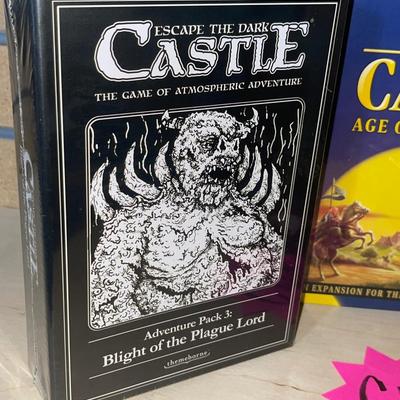 ESCAPE THE DARK
CASTLE
THE GAME OF ATMOSPHERIC ADVENTURE
Adventure Pack 3:
Blight of the Plague Lord
themeborne
CA
AGE O
EXPANSION FOR TH